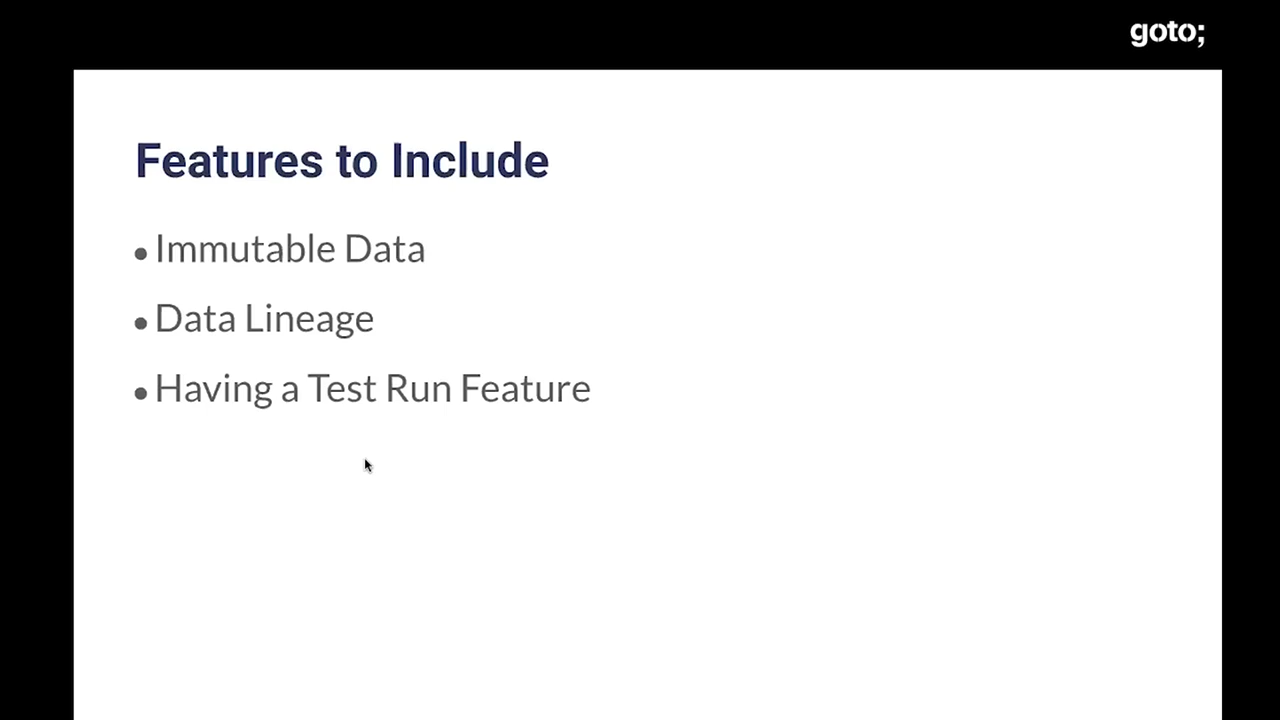 goto;
Features to Include
• Immutable Data
• Data Lineage
• Having a Test Run Feature